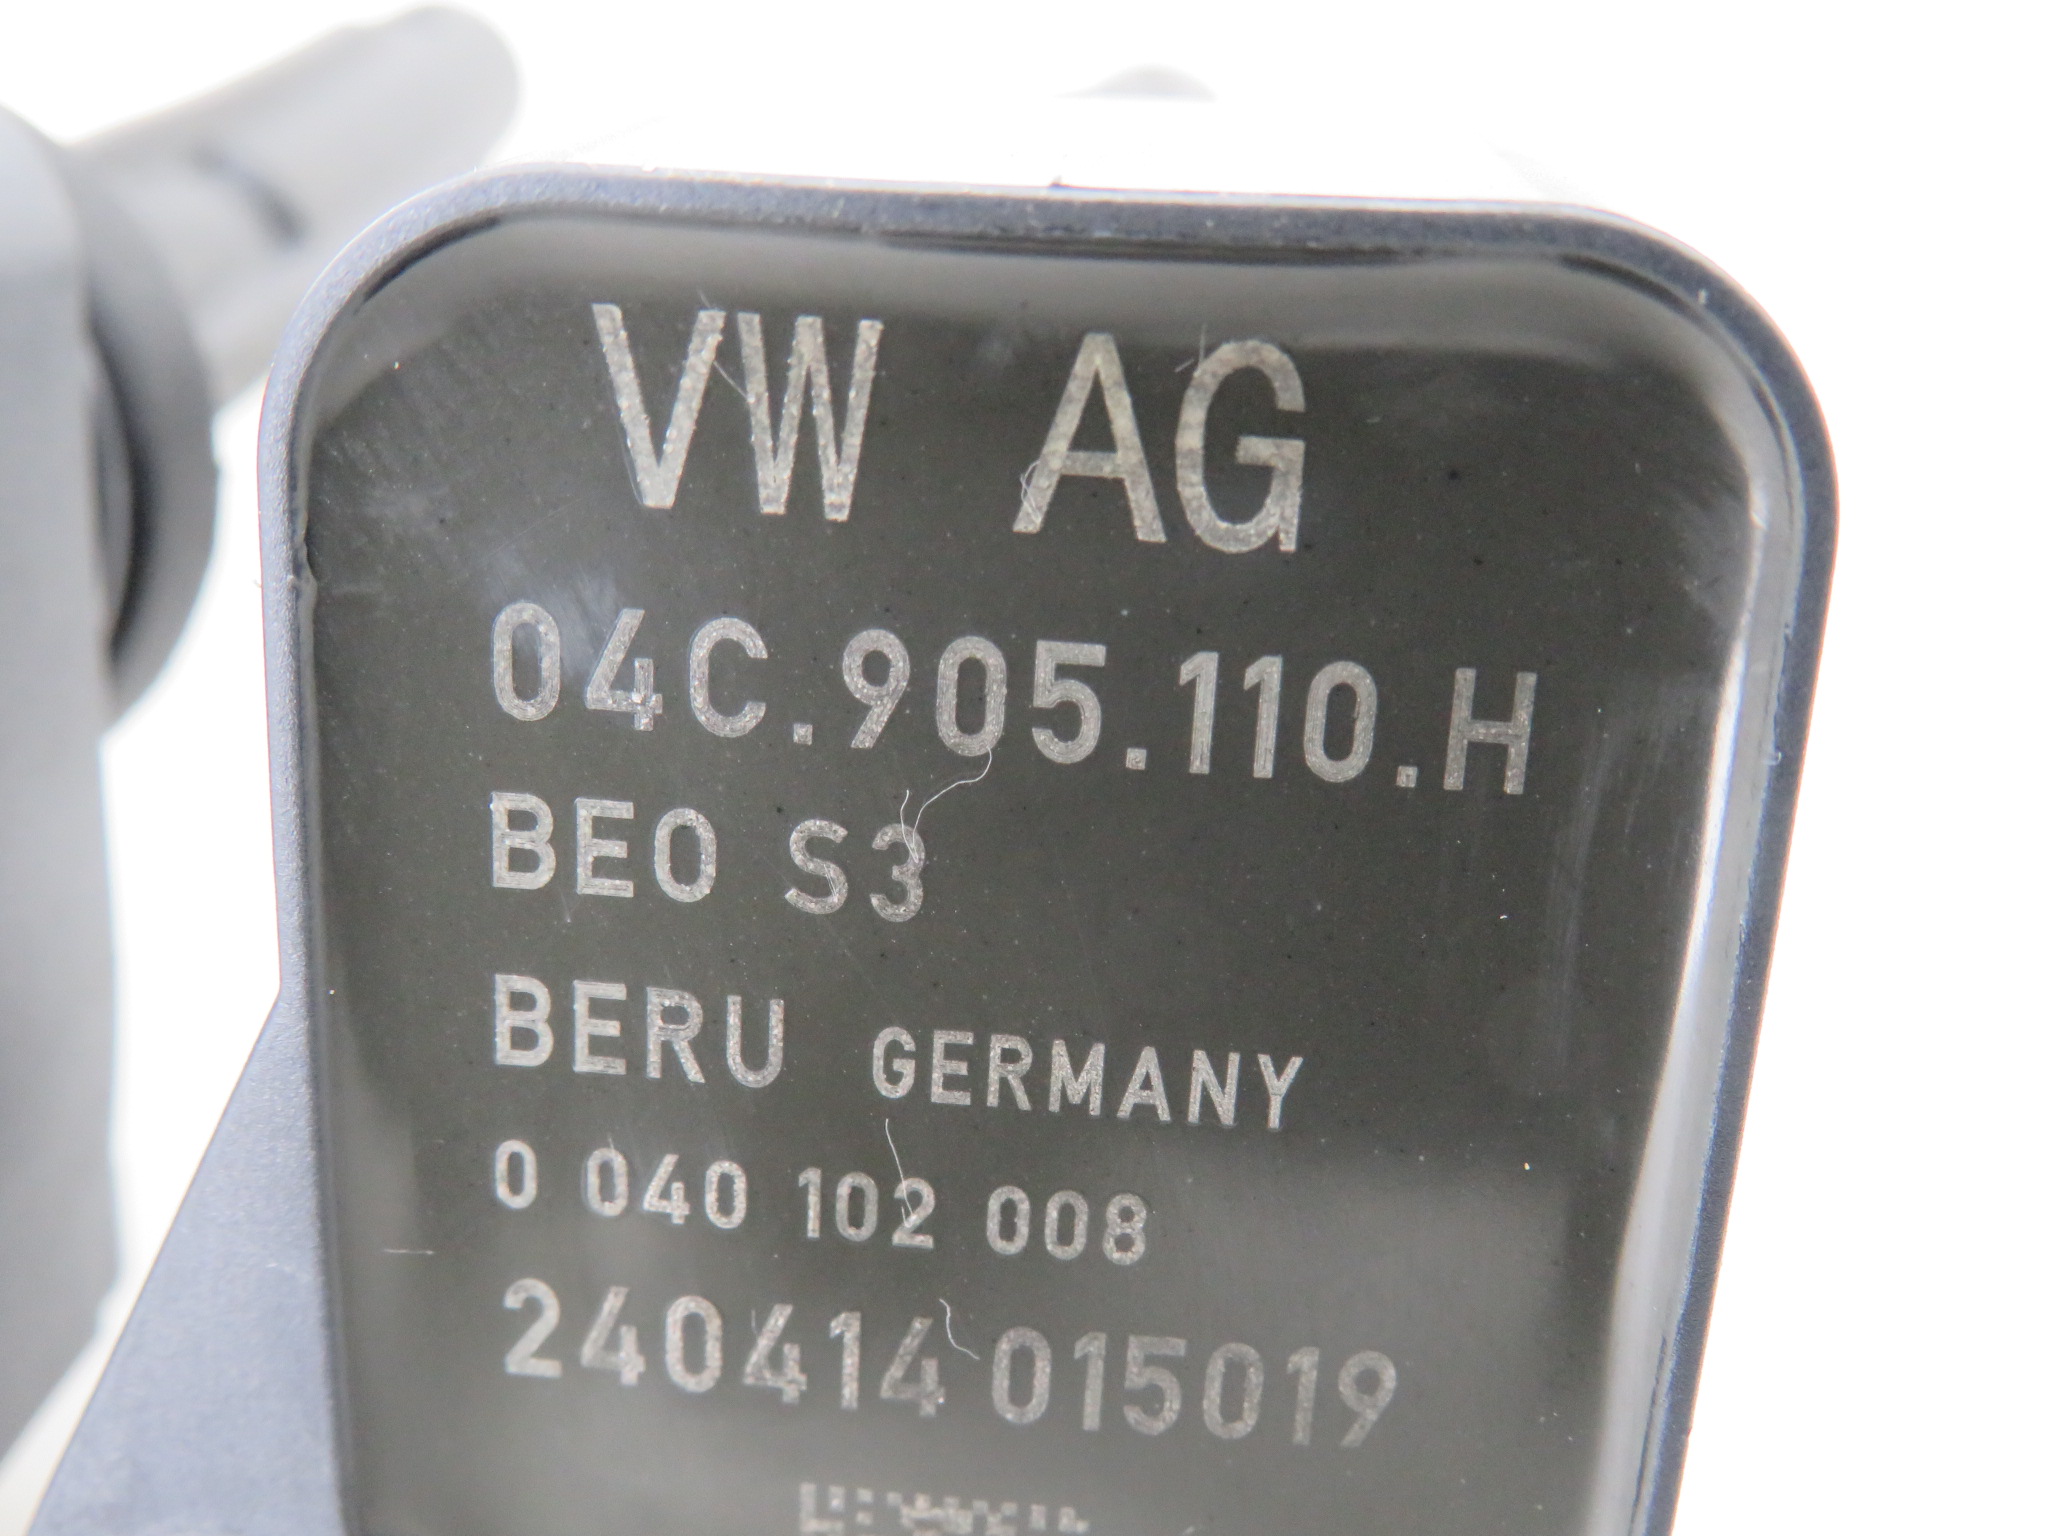 VW AG
04C.905.110.H
BEO S3
BERU GERMANY
0 040 102 008
240414 015019